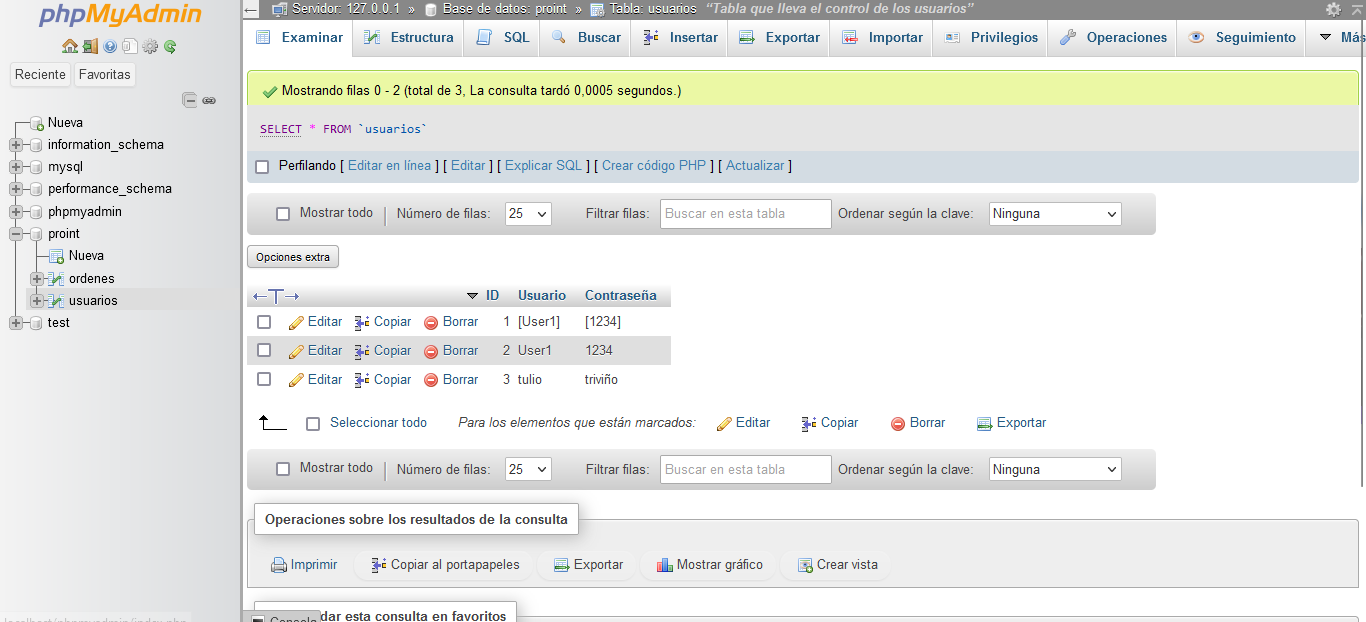 phpMyAdmin
Reciente Favoritas
Nueva
information_schema
mysql
performance_schema
phpmyadmin
proint
Nueva
ordenes
usuarios
test
Servidor: 127.0.0.1 » Base de datos: proint » Tabla: usuarios "Tabla que lleva el control de los usuarios"
Examinar Estructura SQL Buscar Insertar Exportar Importar Privilegios Operaciones Seguimiento Más
Mostrando filas 0 - 2 (total de 3, La consulta tardó 0,0005 segundos.)
SELECT * FROM `usuarios`
Perfilando [ Editar en línea ] [ Editar ] [ Explicar SQL ] [ Crear código PHP ] [ Actualizar ]
Mostrar todo | Número de filas: 25 Filtrar filas: Buscar en esta tabla Ordenar según la clave: Ninguna
Opciones extra
←T→ ID Usuario Contraseña
Editar Copiar Borrar 1 [User1] [1234]
Editar Copiar Borrar 2 User1 1234
Editar Copiar Borrar 3 tulio triviño
Seleccionar todo Para los elementos que están marcados: Editar Copiar Borrar Exportar
Mostrar todo | Número de filas: 25 Filtrar filas: Buscar en esta tabla Ordenar según la clave: Ninguna
Operaciones sobre los resultados de la consulta
Imprimir Copiar al portapapeles Exportar Mostrar gráfico Crear vista
dar esta consulta en favoritos
Consola